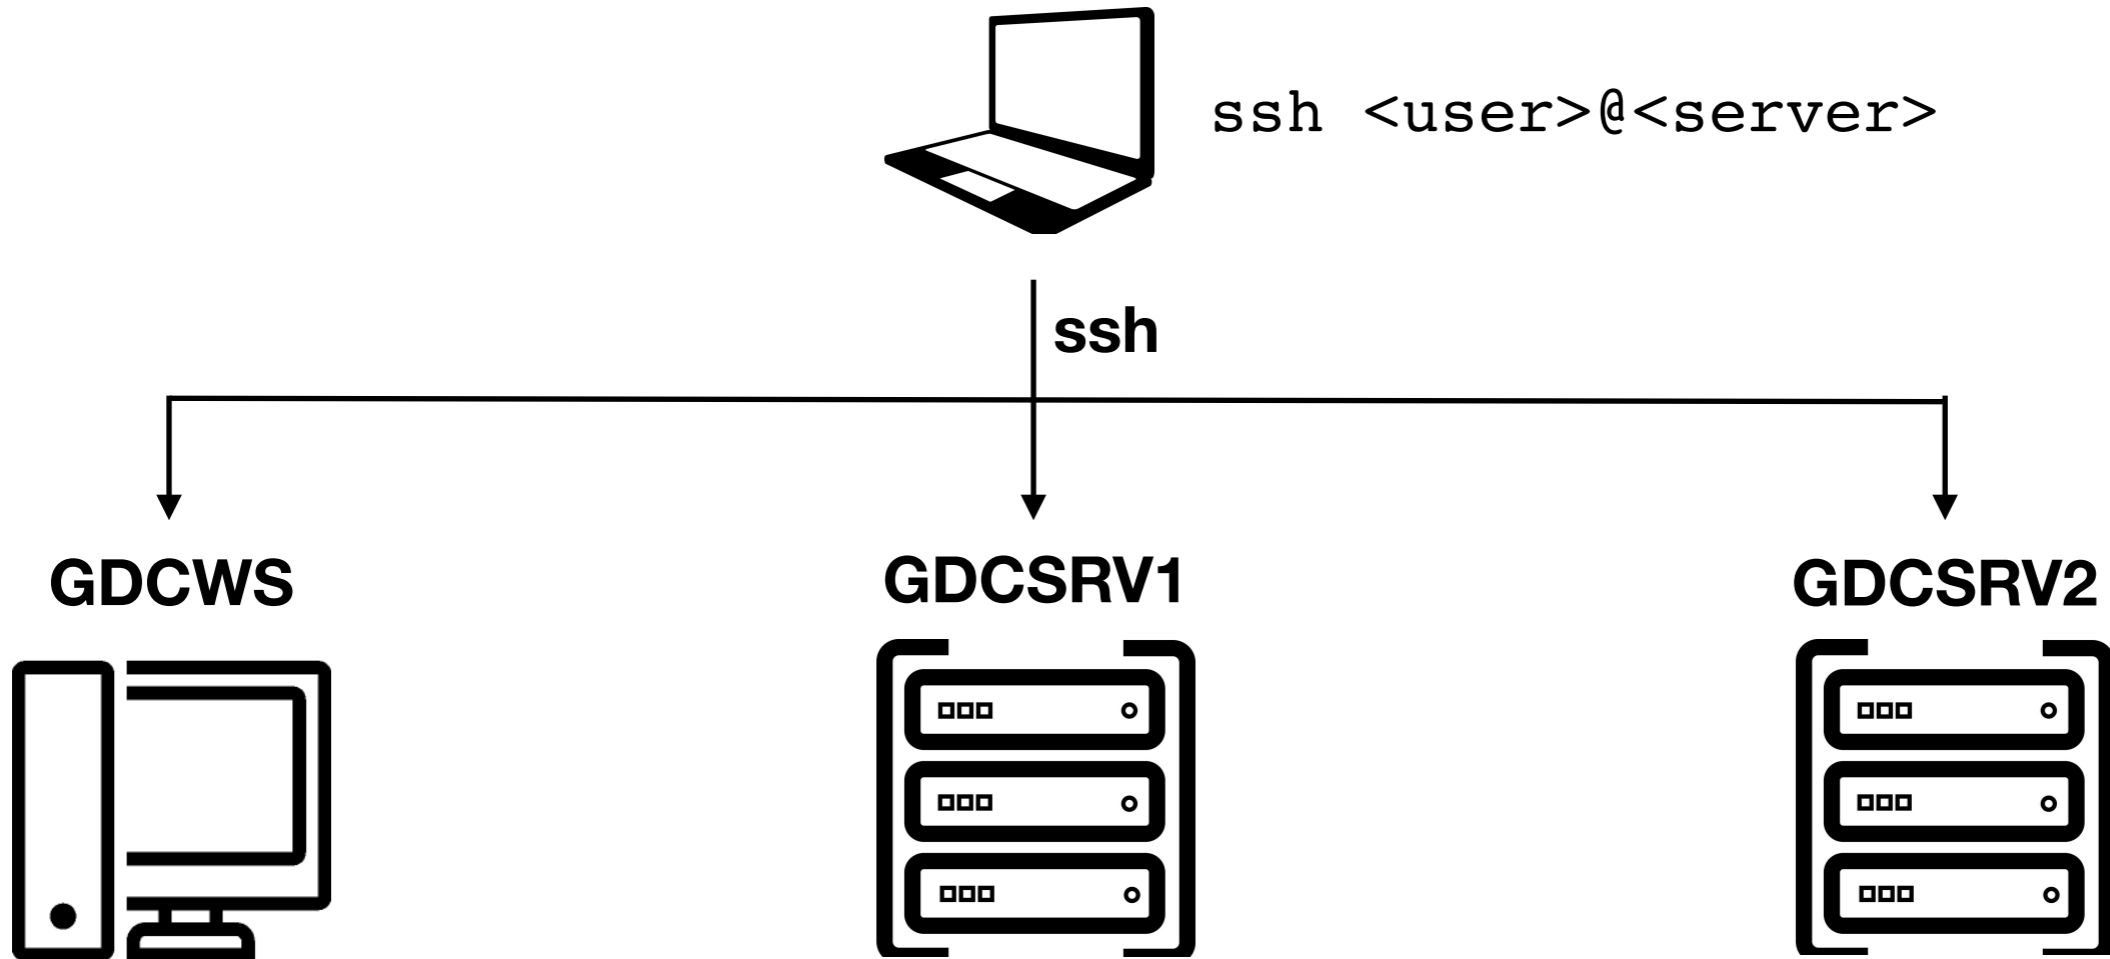 ssh <user>@<server>
ssh
GDCWS
GDCSRV1
GDCSRV2